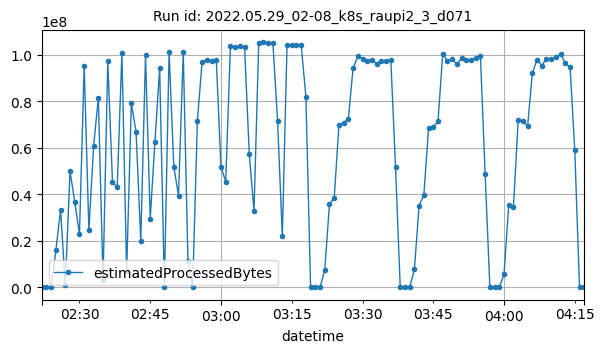 Run id: 2022.05.29_02-08_k8s_raupi2_3_d071
1e8
1.0
0.8
0.6
0.4
0.2
0.0
estimatedProcessedBytes
02:30 02:45 03:00 03:15 03:30 03:45 04:00 04:15
datetime